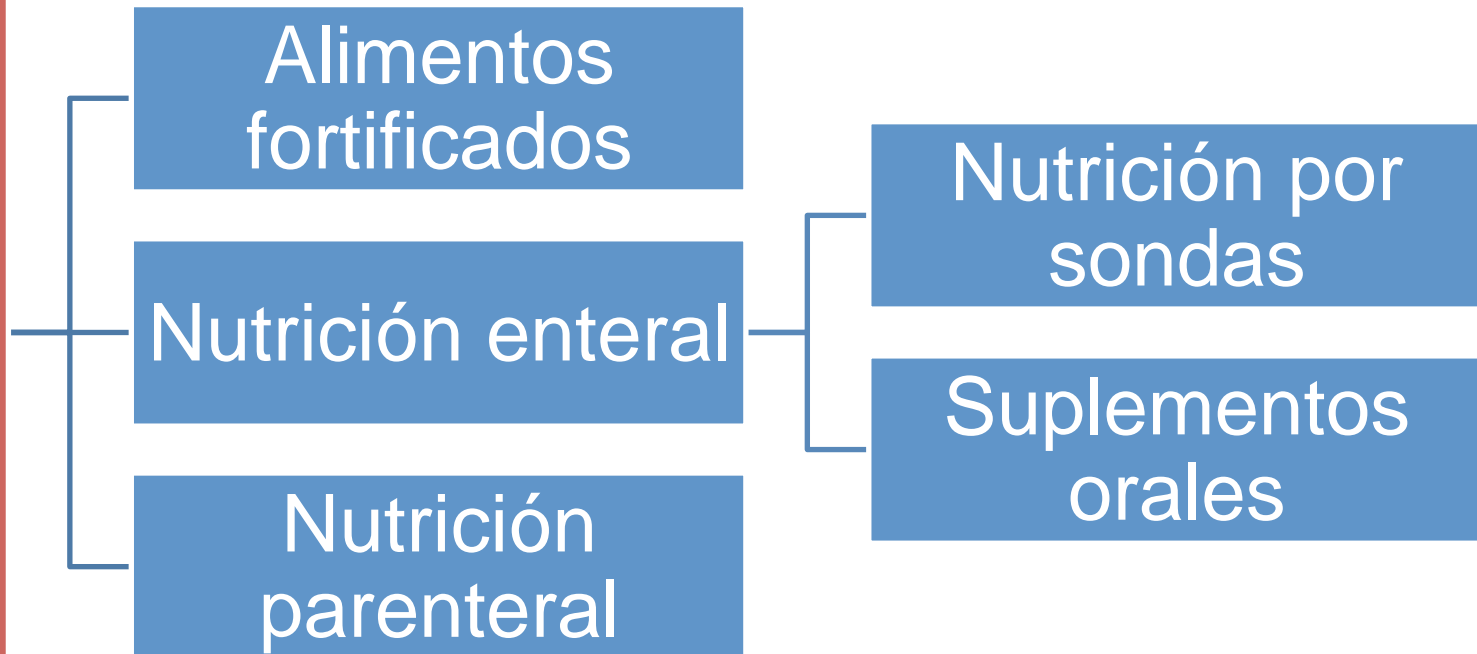 Alimentos
fortificados
Nutrición enteral
Nutrición
parenteral
Nutrición por
sondas
Suplementos
orales